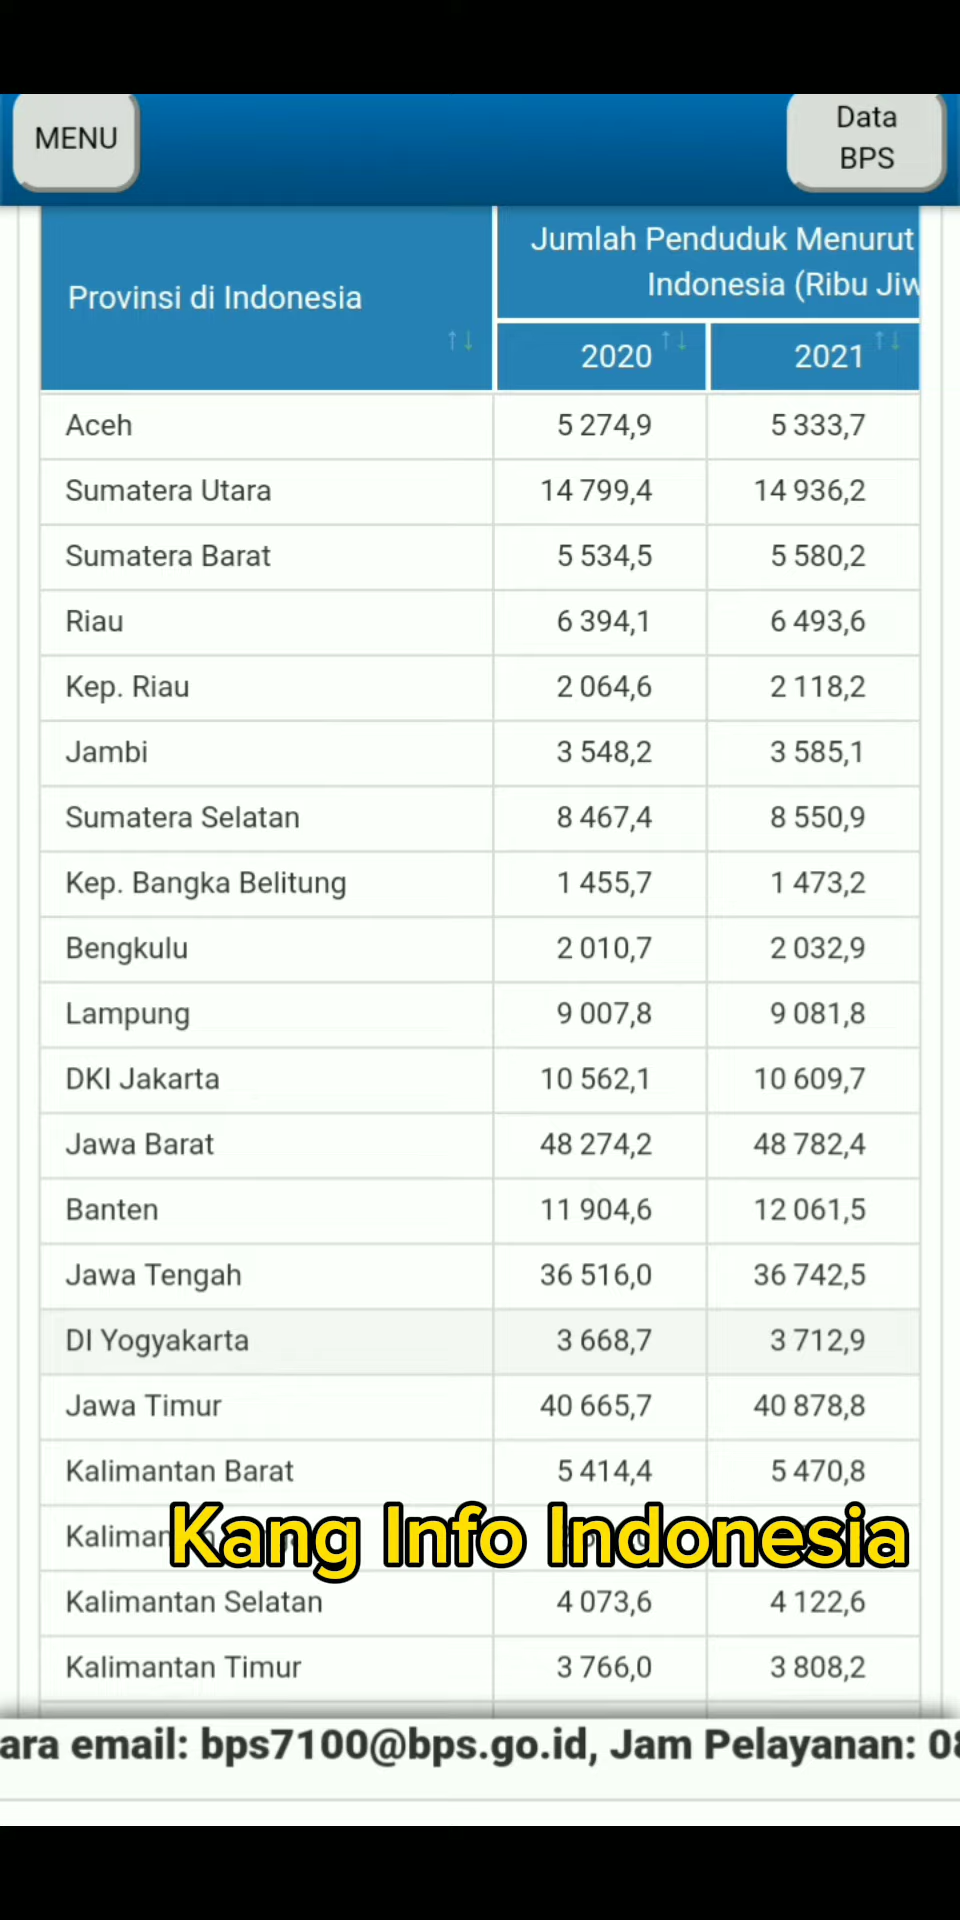 MENU
Data
BPS
Provinsi di Indonesia
Jumlah Penduduk Menurut
Indonesia (Ribu Jiw
2020 2021
Aceh 5 274,9 5 333,7
Sumatera Utara 14 799,4 14 936,2
Sumatera Barat 5 534,5 5 580,2
Riau 6 394,1 6 493,6
Kep. Riau 2 064,6 2 118,2
Jambi 3 548,2 3 585,1
Sumatera Selatan 8 467,4 8 550,9
Kep. Bangka Belitung 1 455,7 1 473,2
Bengkulu 2 010,7 2 032,9
Lampung 9 007,8 9 081,8
DKI Jakarta 10 562,1 10 609,7
Jawa Barat 48 274,2 48 782,4
Banten 11 904,6 12 061,5
Jawa Tengah 36 516,0 36 742,5
DI Yogyakarta 3 668,7 3 712,9
Jawa Timur 40 665,7 40 878,8
Kalimantan Barat 5 414,4 5 470,8
Kang Info Indonesia
Kalimantan Selatan 4 073,6 4 122,6
Kalimantan Timur 3 766,0 3 808,2
ara email: bps7100@bps.go.id, Jam Pelayanan: 08